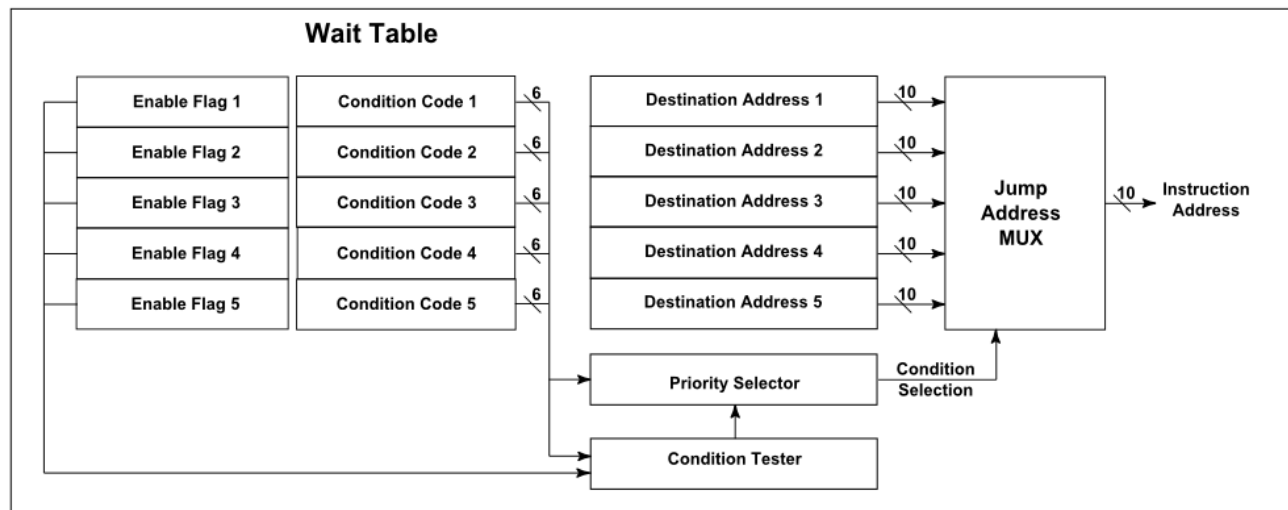 Wait Table
Enable Flag 1
Condition Code 1
6
Destination Address 1
10
Enable Flag 2
Condition Code 2
6
Destination Address 2
10
Enable Flag 3
Condition Code 3
6
Destination Address 3
10
Enable Flag 4
Condition Code 4
6
Destination Address 4
10
Enable Flag 5
Condition Code 5
6
Destination Address 5
10
Jump
Address
MUX
10
Instruction
Address
Priority Selector
Condition
Selection
Condition Tester